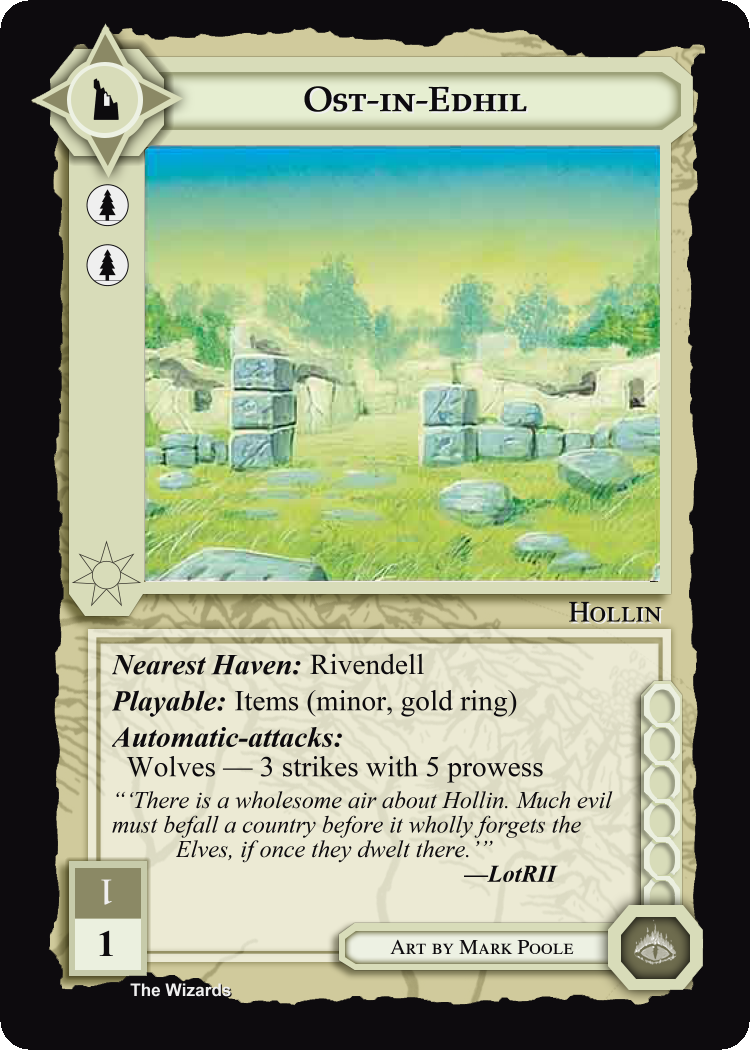 Ost-in-Edhil
Hollin
Nearest Haven: Rivendell
Playable: Items (minor, gold ring)
Automatic-attacks:
Wolves — 3 strikes with 5 prowess
“‘There is a wholesome air about Hollin. Much evil
must befall a country before it wholly forgets the
Elves, if once they dwelt there.’”
—LotRII
1
1
Art by Mark Poole
The Wizards